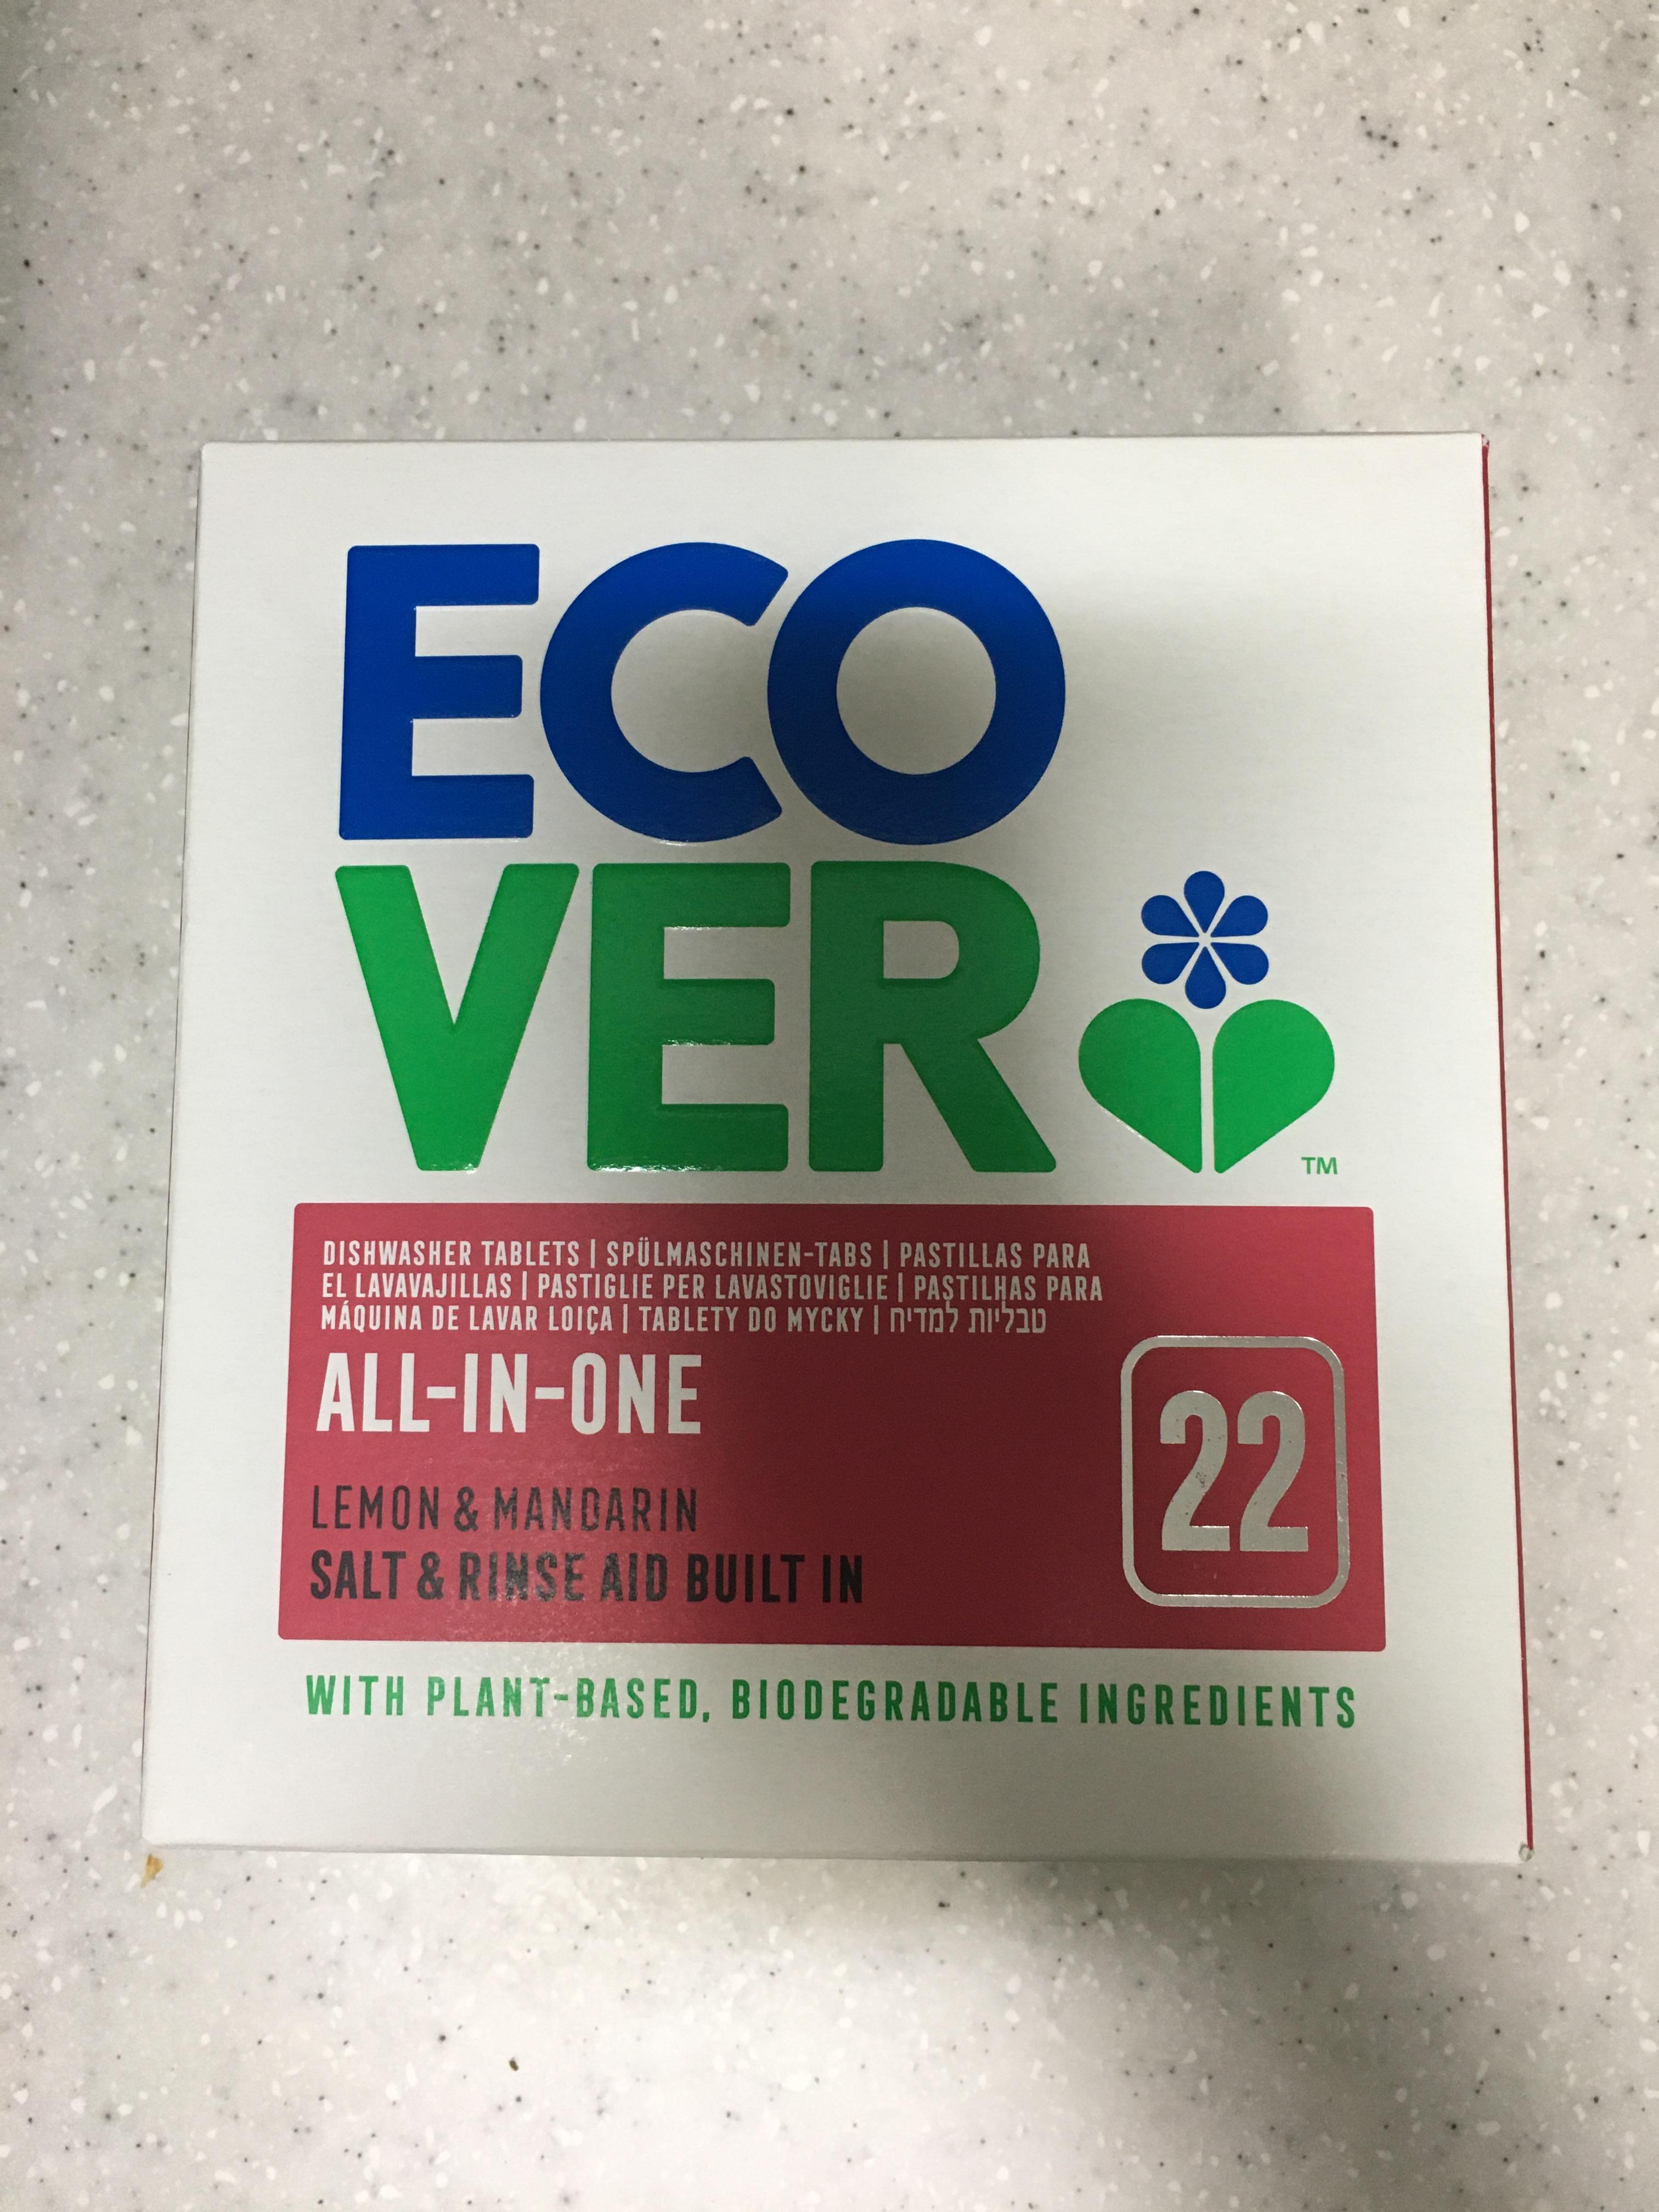 ECO
VER
TM
DISHWASHER TABLETS | SPÜLMASCHINEN-TABS | PASTILLAS PARA
EL LAVAVAJILLAS | PASTIGLIE PER LAVASTOVIGLIE | PASTILHAS PARA
MÁQUINA DE LAVAR LOIÇA | TABLETY DO MYCKY | טבליות למדיח
ALL-IN-ONE
22
LEMON & MANDARIN
SALT & RINSE AID BUILT IN
WITH PLANT-BASED, BIODEGRADABLE INGREDIENTS